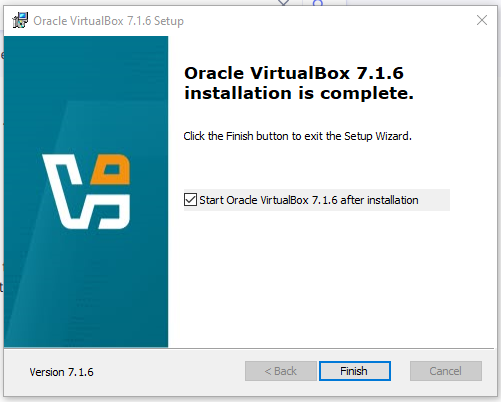 Oracle VirtualBox 7.1.6 Setup
Oracle VirtualBox 7.1.6
installation is complete.
Click the Finish button to exit the Setup Wizard.
Start Oracle VirtualBox 7.1.6 after installation
Version 7.1.6
< Back
Finish
Cancel